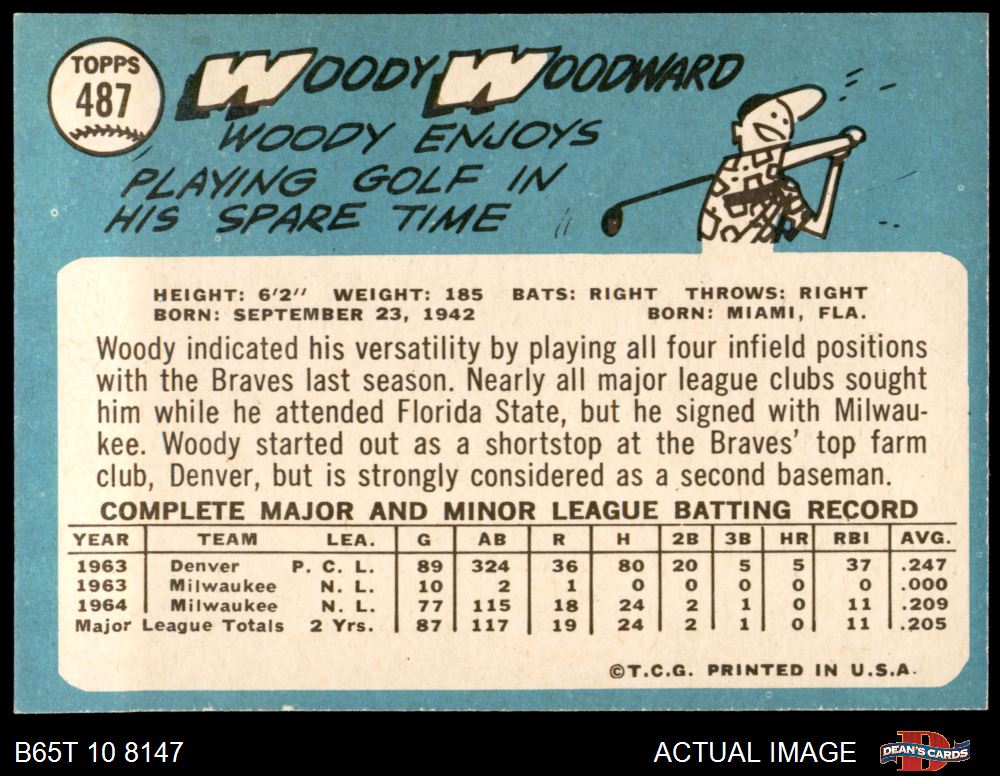 TOPPS
487
WOODY WOODWARD
WOODY ENJOYS
PLAYING GOLF IN
HIS SPARE TIME
HEIGHT: 6'2" WEIGHT: 185 BATS: RIGHT THROWS: RIGHT
BORN: SEPTEMBER 23, 1942 BORN: MIAMI, FLA.
Woody indicated his versatility by playing all four infield positions
with the Braves last season. Nearly all major league clubs sought
him while he attended Florida State, but he signed with Milwau-
kee. Woody started out as a shortstop at the Braves' top farm
club, Denver, but is strongly considered as a second baseman.
COMPLETE MAJOR AND MINOR LEAGUE BATTING RECORD
YEAR TEAM LEA. G AB R H 2B 3B HR RBI AVG.
1963 Denver P. C. L. 89 324 36 80 20 5 5 37 .247
1963 Milwaukee N. L. 10 2 1 0 0 0 0 0 .000
1964 Milwaukee N. L. 77 115 18 24 2 1 0 11 .209
Major League Totals 2 Yrs. 87 117 19 24 2 1 0 11 .205
©T.C.G. PRINTED IN U.S.A.
B65T 10 8147 ACTUAL IMAGE DEAN'S CARDS